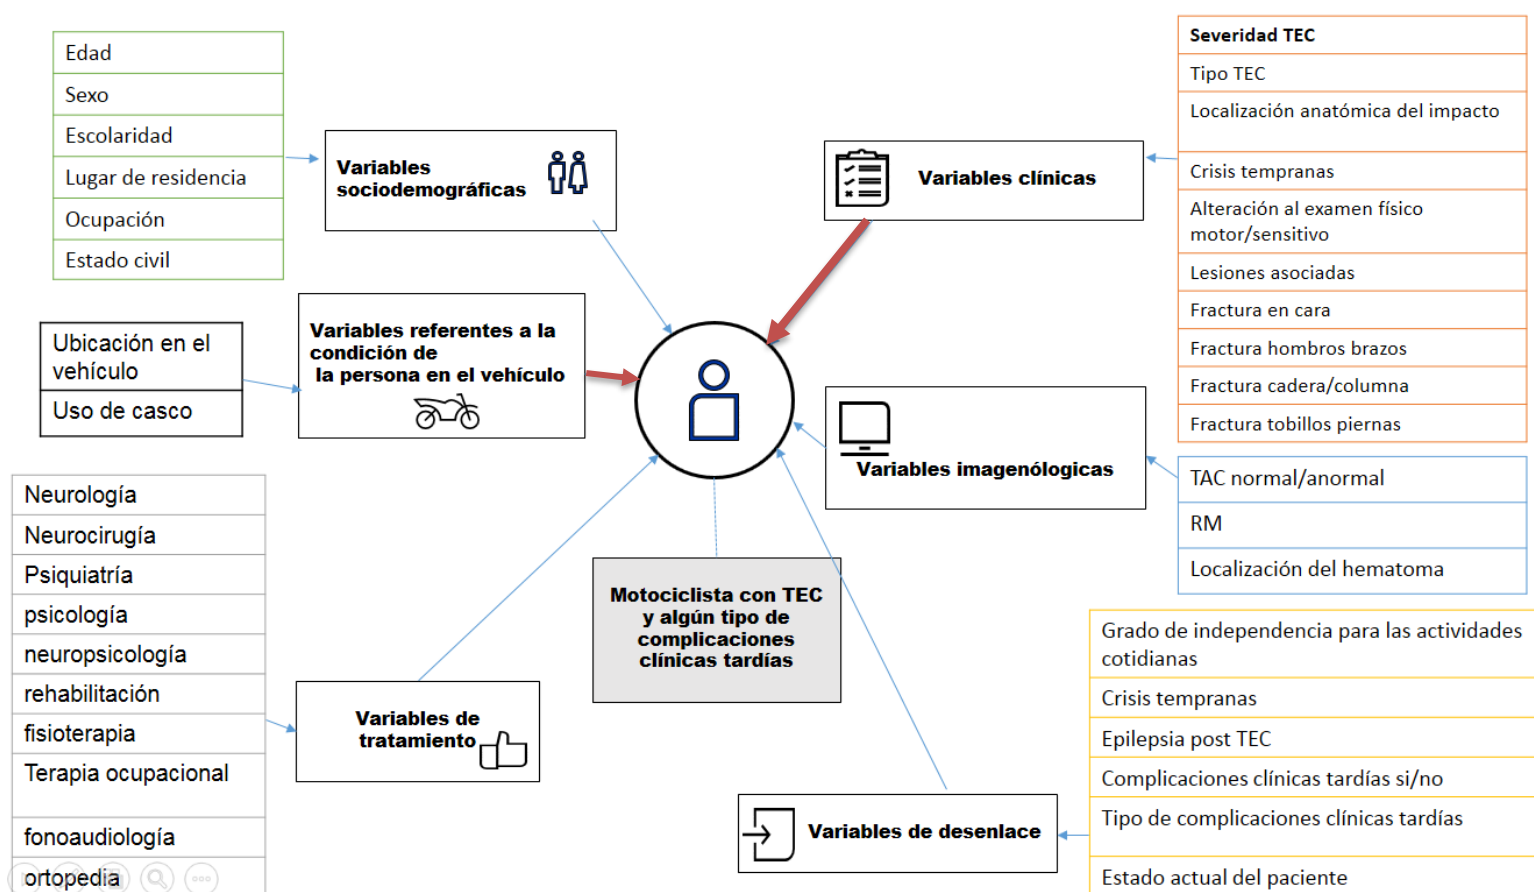 Edad
Sexo
Escolaridad
Lugar de residencia
Ocupación
Estado civil
Variables
sociodemográficas
Ubicación en el
vehículo
Uso de casco
Variables referentes a la
condición de
la persona en el vehículo
Neurología
Neurocirugía
Psiquiatría
psicología
neuropsicología
rehabilitación
fisioterapia
Terapia ocupacional
fonoaudiología
ortopedia
Variables de
tratamiento
Motociclista con TEC
y algún tipo de
complicaciones
clínicas tardías
Variables clínicas
Severidad TEC
Tipo TEC
Localización anatómica del impacto
Crisis tempranas
Alteración al examen físico
motor/sensitivo
Lesiones asociadas
Fractura en cara
Fractura hombros brazos
Fractura cadera/columna
Fractura tobillos piernas
Variables imagenólogicas
TAC normal/anormal
RM
Localización del hematoma
Variables de desenlace
Grado de independencia para las actividades
cotidianas
Crisis tempranas
Epilepsia post TEC
Complicaciones clínicas tardías si/no
Tipo de complicaciones clínicas tardías
Estado actual del paciente